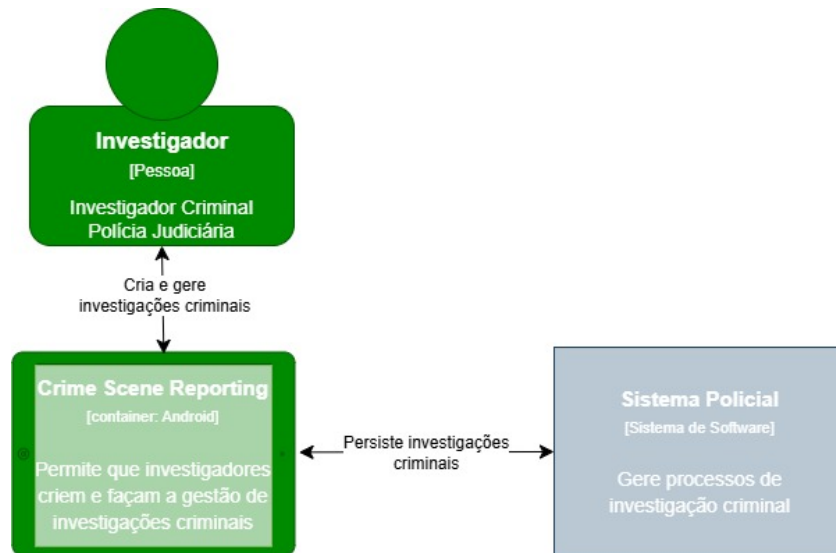 Investigador
[Pessoa]
Investigador Criminal
Polícia Judiciária
Cria e gere
investigações criminais
Crime Scene Reporting
[container: Android]
Permite que investigadores
criem e façam a gestão de
investigações criminais
Persiste investigações
criminais
Sistema Policial
[Sistema de Software]
Gere processos de
investigação criminal